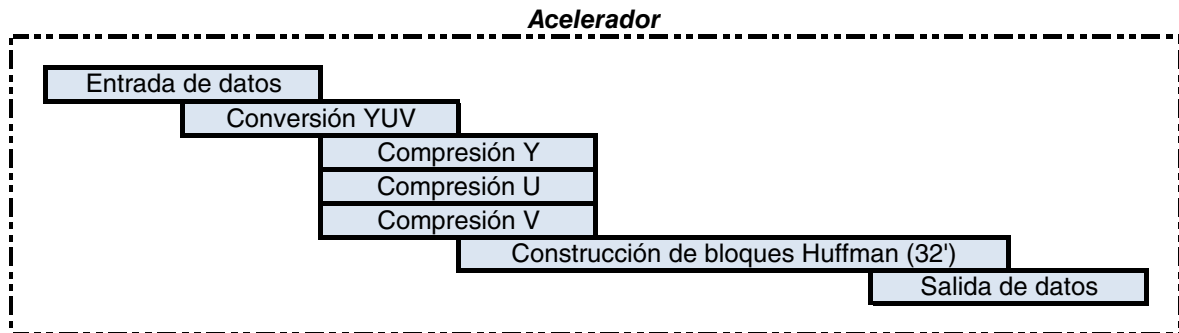 Acelerador
Entrada de datos
Conversión YUV
Compresión Y
Compresión U
Compresión V
Construcción de bloques Huffman (32')
Salida de datos